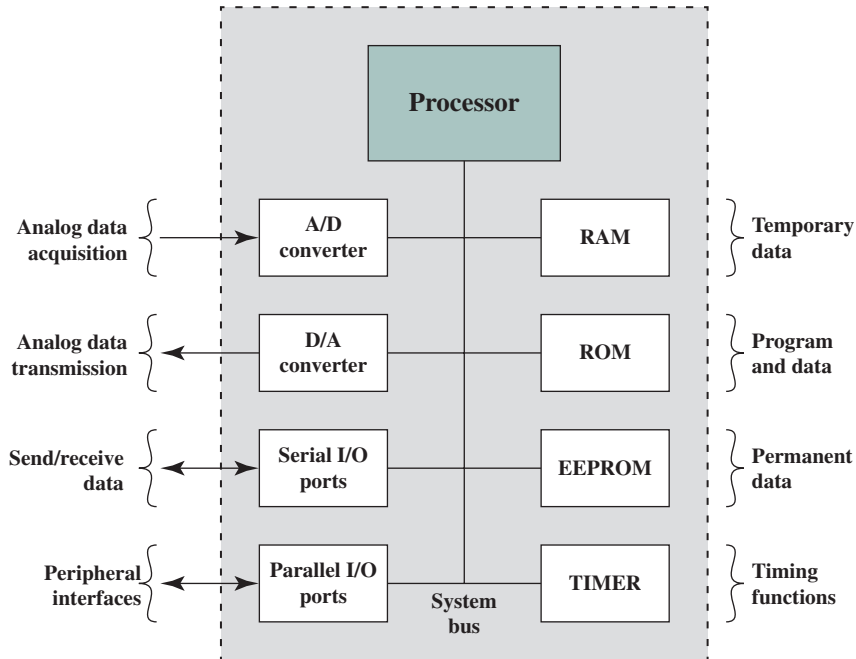 Processor
Analog data
acquisition
A/D
converter
RAM
Temporary
data
Analog data
transmission
D/A
converter
ROM
Program
and data
Send/receive
data
Serial I/O
ports
EEPROM
Permanent
data
Peripheral
interfaces
Parallel I/O
ports
System
bus
TIMER
Timing
functions